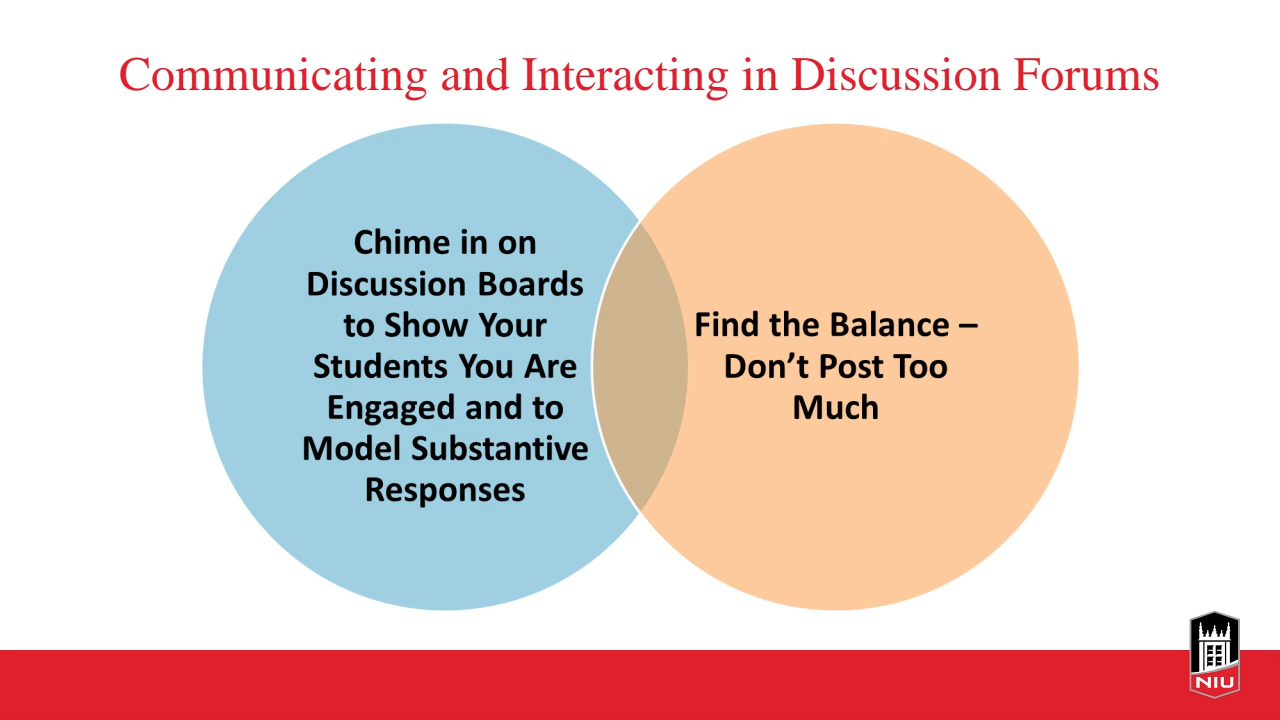 Communicating and Interacting in Discussion Forums
Chime in on
Discussion Boards
to Show Your
Students You Are
Engaged and to
Model Substantive
Responses
Find the Balance –
Don’t Post Too
Much
NIU